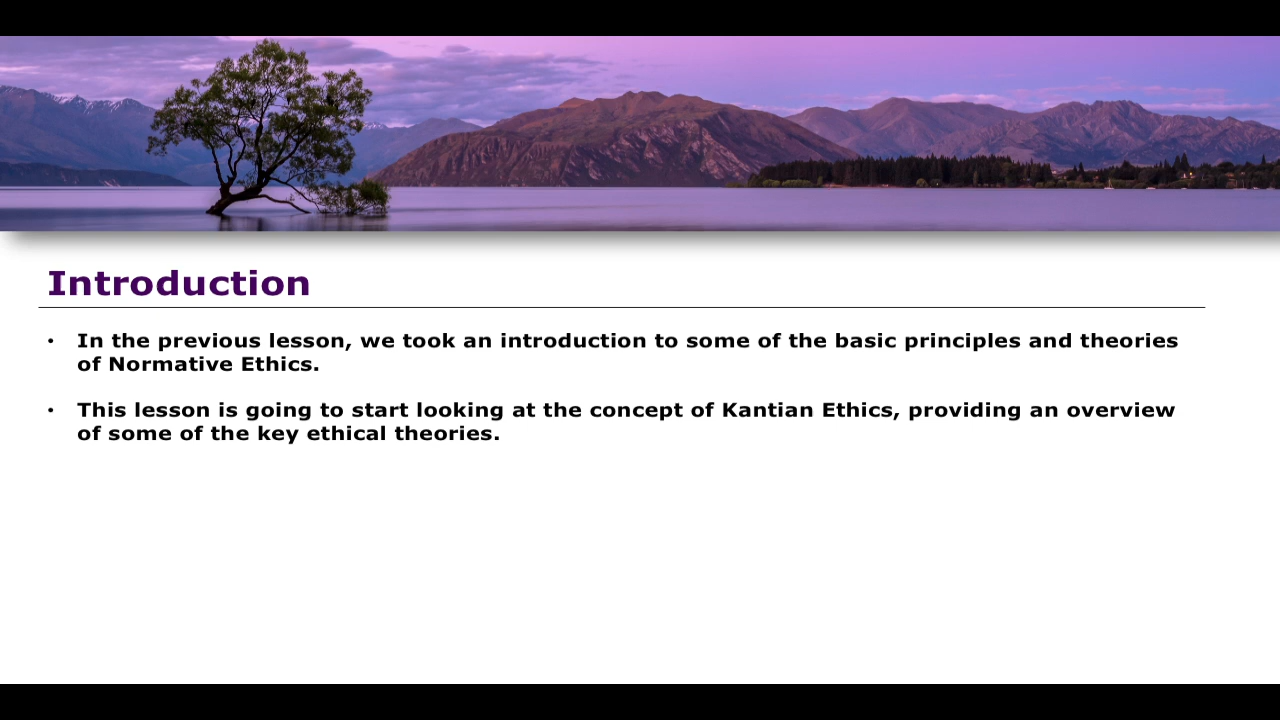 Introduction
• In the previous lesson, we took an introduction to some of the basic principles and theories
of Normative Ethics.
• This lesson is going to start looking at the concept of Kantian Ethics, providing an overview
of some of the key ethical theories.